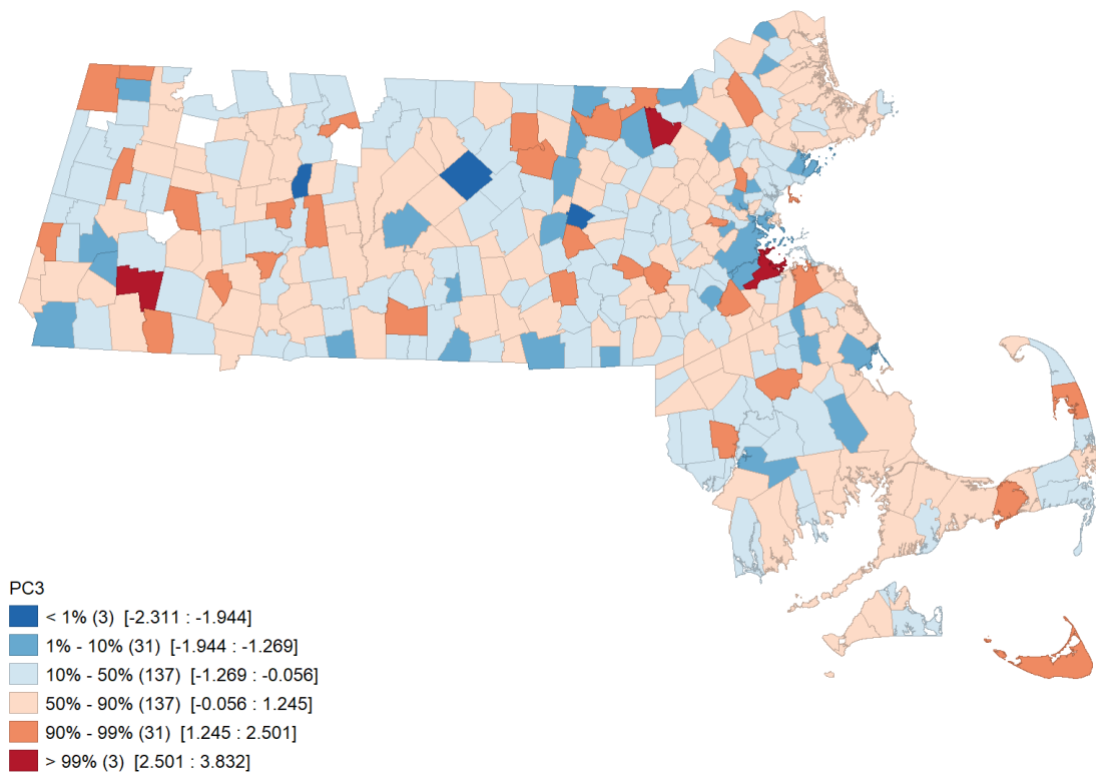 PC3
< 1% (3) [-2.311 : -1.944]
1% - 10% (31) [-1.944 : -1.269]
10% - 50% (137) [-1.269 : -0.056]
50% - 90% (137) [-0.056 : 1.245]
90% - 99% (31) [1.245 : 2.501]
> 99% (3) [2.501 : 3.832]